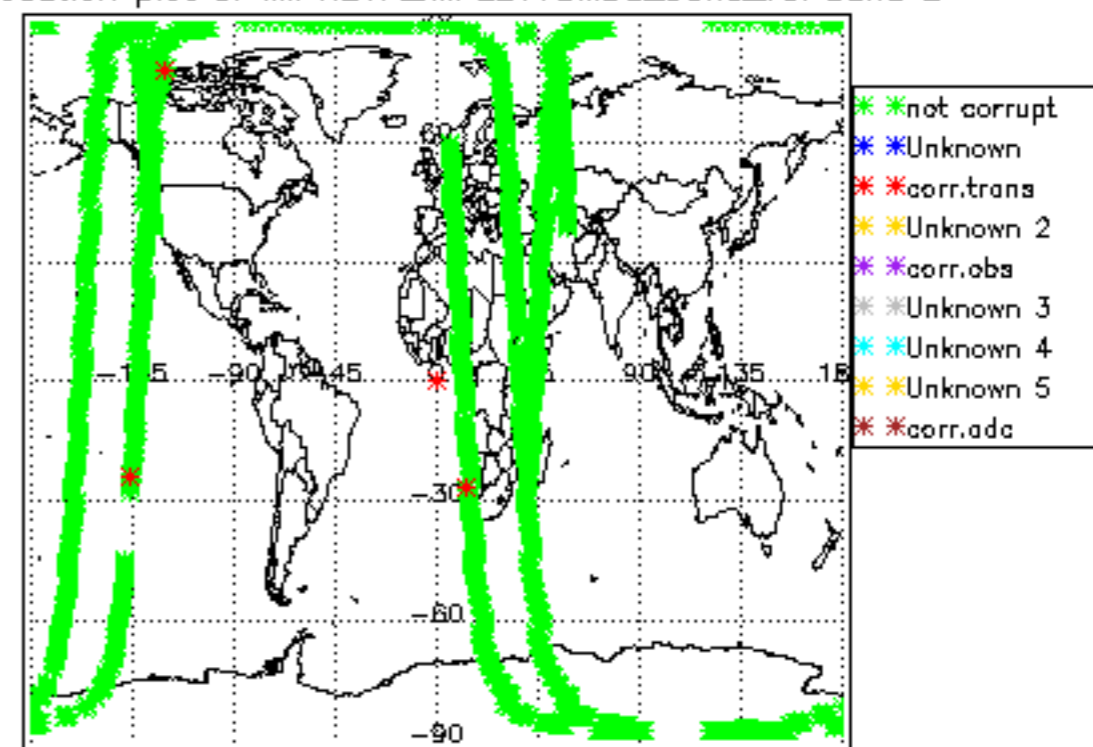 not corrupt
Unknown
corr.trans
Unknown 2
corr.obs
Unknown 3
Unknown 4
Unknown 5
corr.adc
60
-90
-45
90
135
-30
-60
-90